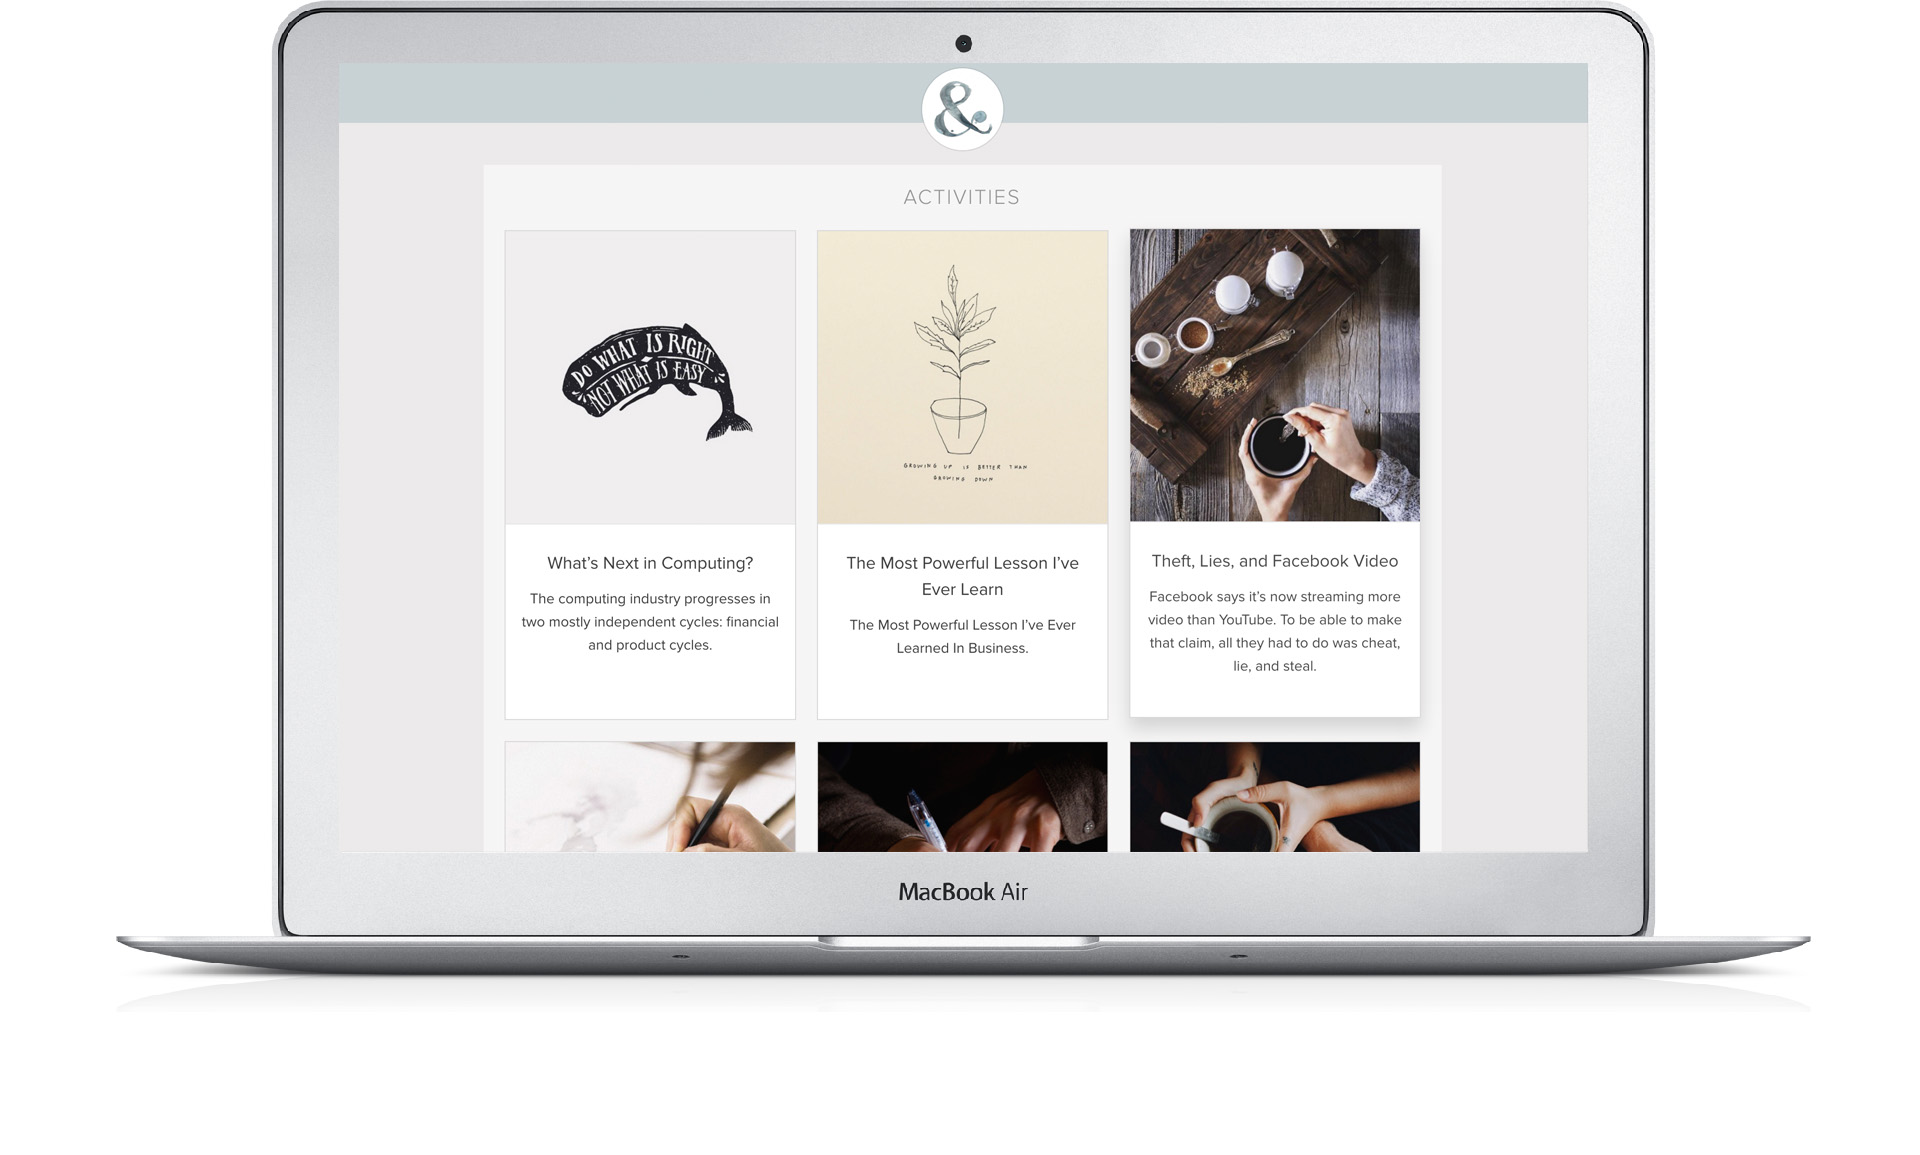 &
ACTIVITIES
DO WHAT IS RIGHT
NOT WHAT IS EASY
GROWING UP IS BETTER THAN
GROWING DOWN
What's Next in Computing?
The computing industry progresses in
two mostly independent cycles: financial
and product cycles.
The Most Powerful Lesson I've
Ever Learn
The Most Powerful Lesson I've Ever
Learned In Business.
Theft, Lies, and Facebook Video
Facebook says it's now streaming more
video than YouTube. To be able to make
that claim, all they had to do was cheat,
lie, and steal.
MacBook Air